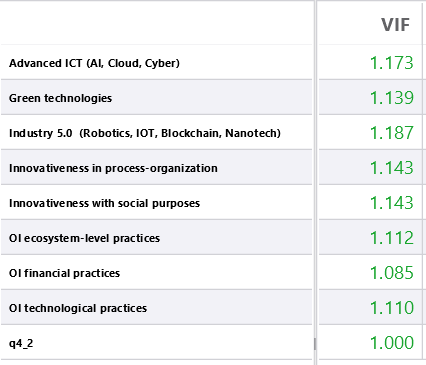 VIF
Advanced ICT (AI, Cloud, Cyber) 1.173
Green technologies 1.139
Industry 5.0  (Robotics, IOT, Blockchain, Nanotech) 1.187
Innovativeness in process-organization 1.143
Innovativeness with social purposes 1.143
OI ecosystem-level practices 1.112
OI financial practices 1.085
OI technological practices 1.110
q4_2 1.000